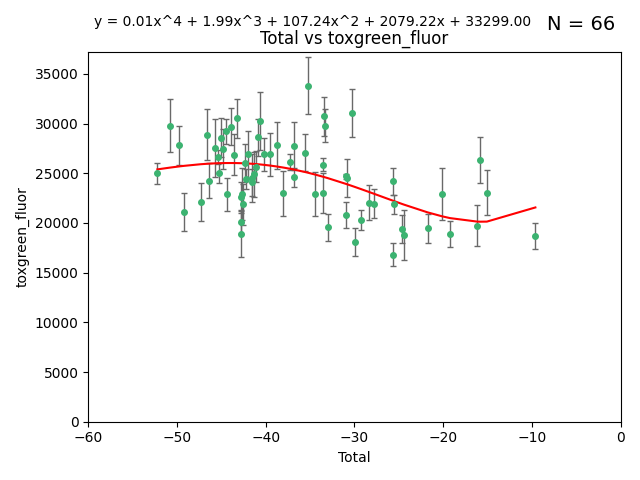 y = 0.01x^4 + 1.99x^3 + 107.24x^2 + 2079.22x + 33299.00 N = 66
Total vs toxgreen_fluor
35000
30000
25000
20000
15000
10000
5000
0
toxgreen_fluor
−60 −50 −40 −30 −20 −10 0
Total